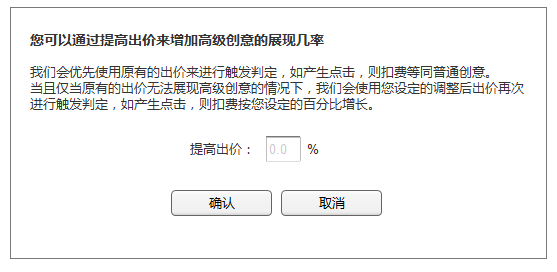 您可以通过提高出价来增加高级创意的展现几率
我们会优先使用原有的出价来进行触发判定，如产生点击，则扣费等同普通创意。
当且仅当原有的出价无法展现高级创意的情况下，我们会使用您设定的调整后出价再次
进行触发判定，如产生点击，则扣费按您设定的百分比增长。
提高出价： 0.0 %
确认 取消